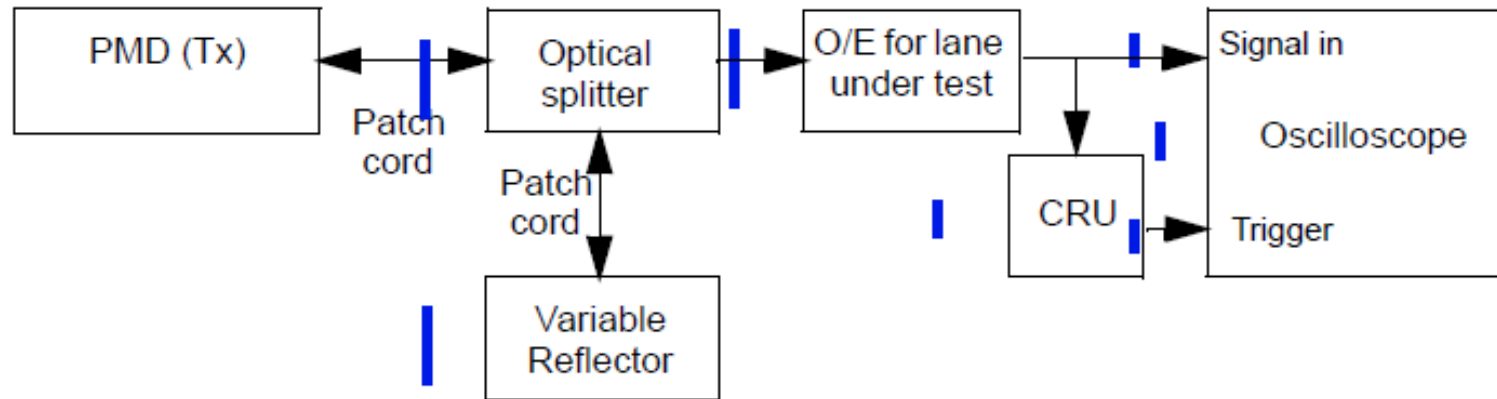 PMD (Tx)
Patch
cord
Optical
splitter
Patch
cord
Variable
Reflector
O/E for lane
under test
CRU
Signal in
Oscilloscope
Trigger